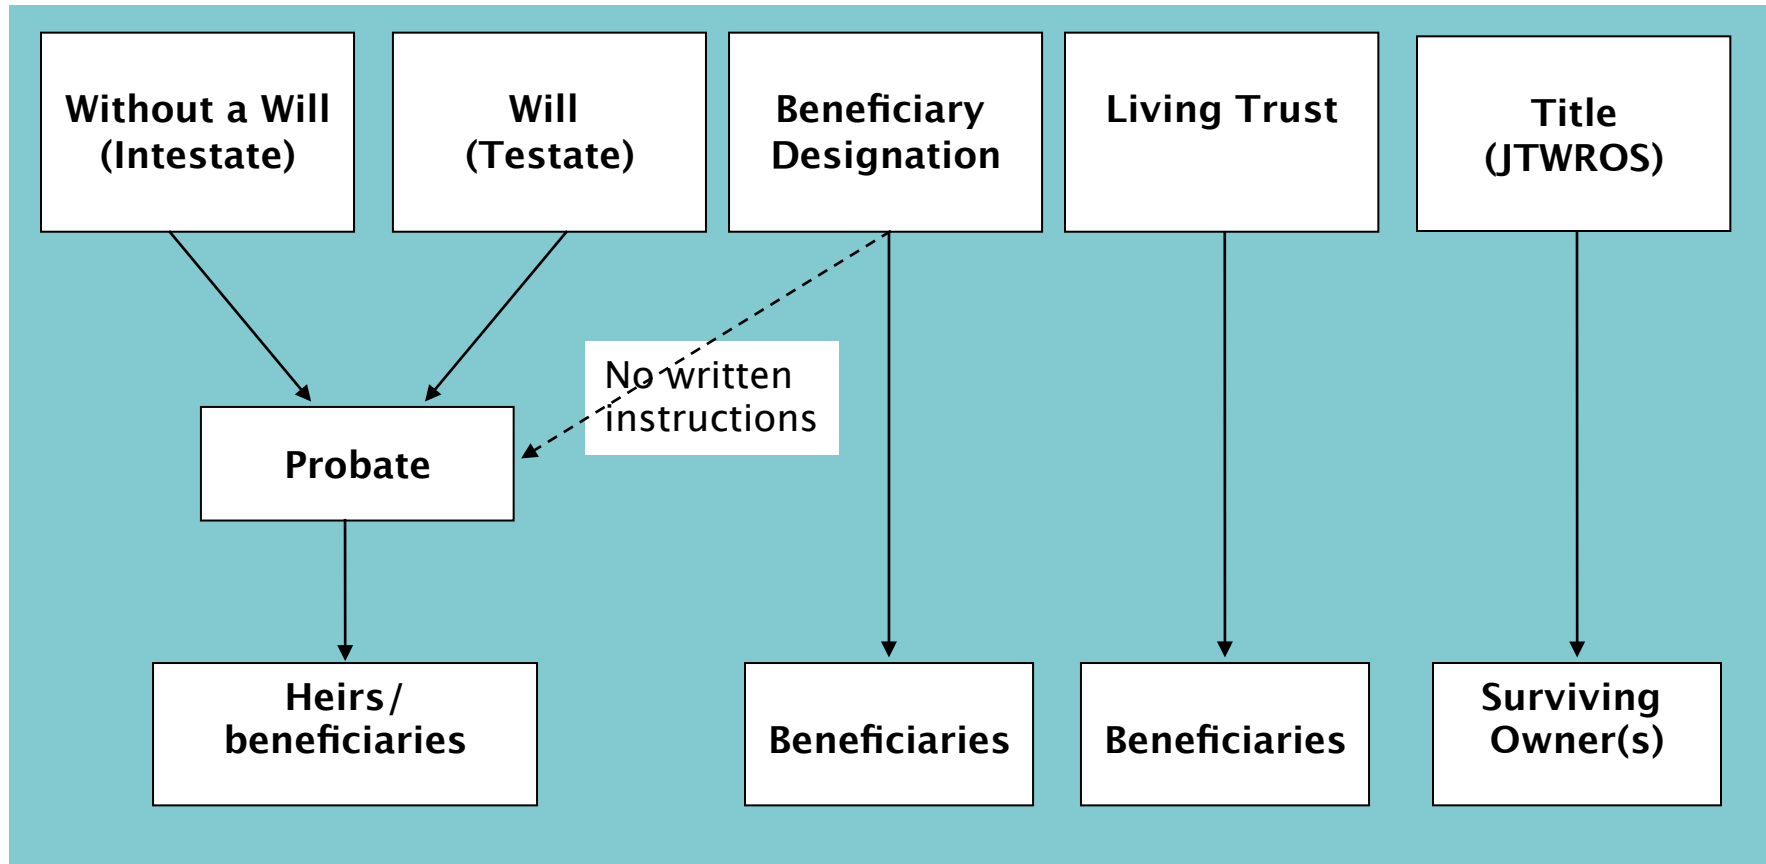 Without a Will
(Intestate)
Will
(Testate)
Beneficiary
Designation
Living Trust
Title
(JTWROS)
No written
instructions
Probate
Heirs/
beneficiaries
Beneficiaries
Beneficiaries
Surviving
Owner(s)